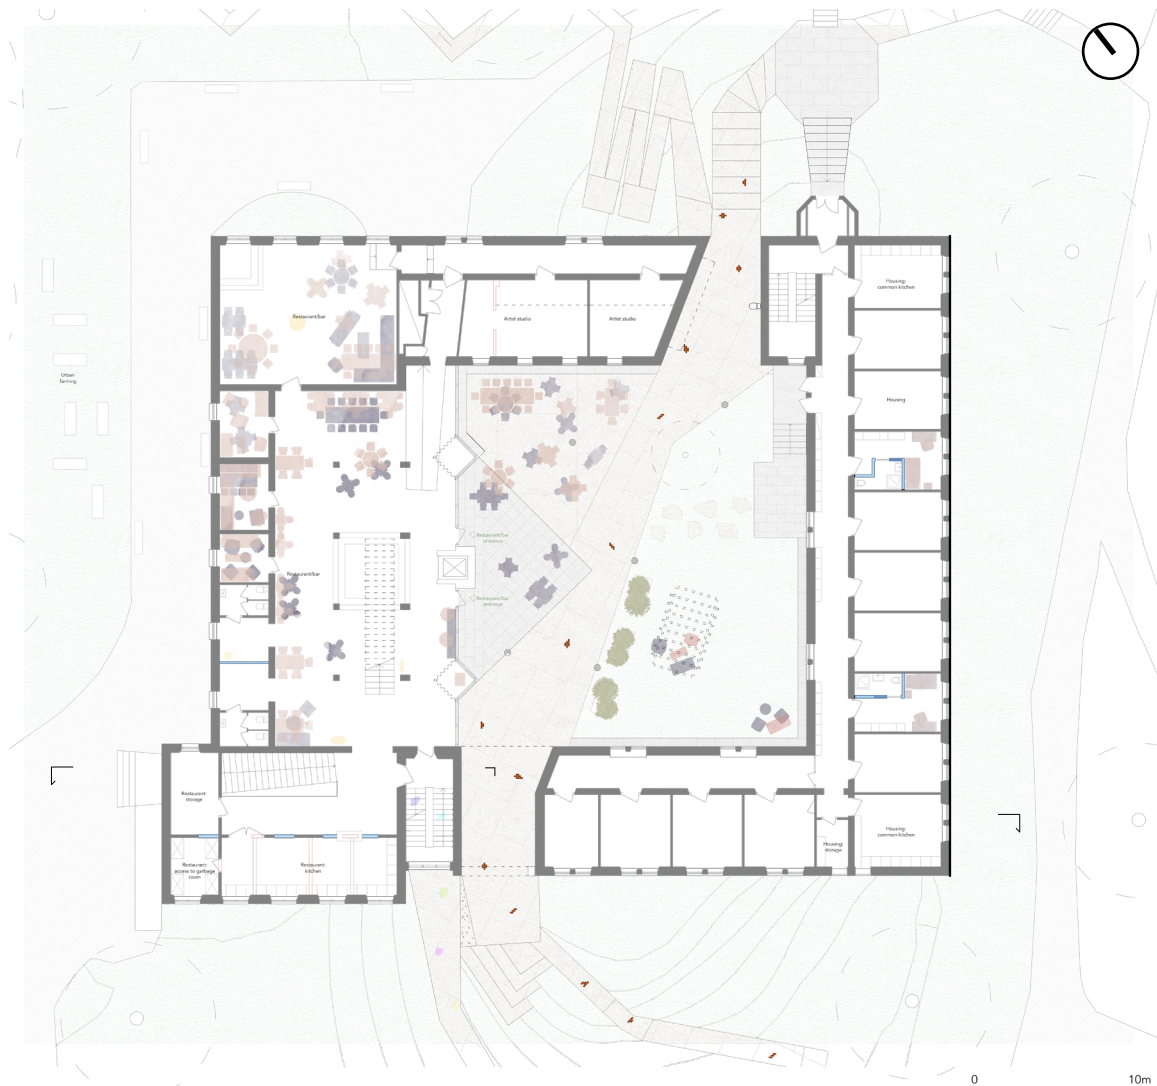 Housing:
common kitchen
Restaurant/bar
Artist studio
Artist studio
Urban
farming
Housing
Restaurant/bar
entrance
Restaurant/bar
Restaurant/bar
entrance
Restaurant:
storage
Housing:
common kitchen
Housing:
storage
Restaurant:
access to garbage
room
Restaurant:
kitchen
0
10m